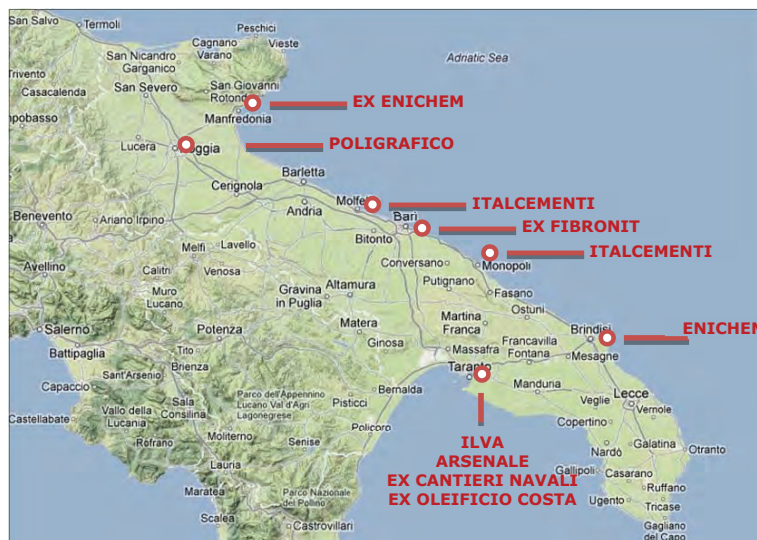 San Salvo
Termoli
Peschici
Cagnano
Varano
Vieste
San Nicandro
Garganico
Trivento
Casacalenda
San Severo
San Giovanni
Rotondo
EX ENICHEM
Adriatic Sea
Manfredonia
Lucera
POLIGRAFICO
Cerignola
Barletta
Andria
Molfe
ITALCEMENTI
Bari
EX FIBRONIT
Bitonto
Benevento
Ariano Irpino
Melfi
Lavello
Venosa
Conversano
Monopoli
ITALCEMENTI
Avellino
Calitri
Muro
Lucano
Gravina
in Puglia
Altamura
Putignano
Fasano
Ostuni
Salerno
Battipaglia
Potenza
Tito
Brienza
Matera
Ginosa
Martina
Franca
Massafra
Francavilla
Fontana
Brindisi
Mesagne
ENICHEM
Taranto
Capaccio
Sant'Arsenio
Sala
Consilina
Vallo della
Lucania
Parco dell'Appennino
Lucano Val d'Agri
Lagonegrese
Bernalda
Pisticci
Manduria
Lecce
Veglie
Vernole
Copertino
Castellabate
Rofrano
Moliterno
Senise
Policoro
ILVA
ARSENALE
EX CANTIERI NAVALI
EX OLEIFICIO COSTA
Nardò
Galatina
Otranto
Lauria
Maratea
Parco Nazionale
del Pollino
Gallipoli
Casarano
Ruffano
Ugento
Tricase
Scalea
Castrovillari
Gagliano
del Capo